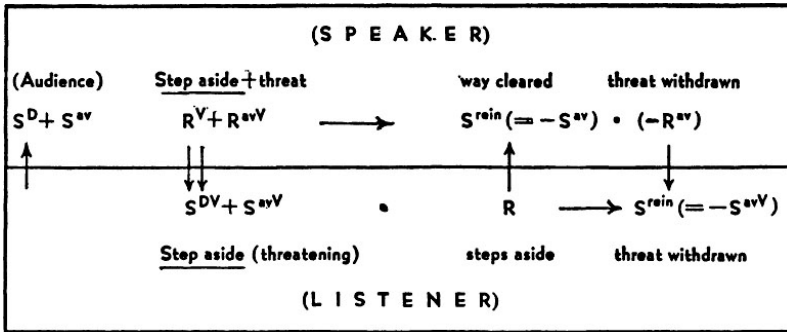 (SPEAKER)
(Audience) Step aside + threat way cleared threat withdrawn
S^D + S^av R^V + R^avV ⟶ S^rein (= −S^av) • (−R^av)
S^DV + S^avV • R ⟶ S^rein (= −S^avV)
Step aside (threatening) steps aside threat withdrawn
(LISTENER)